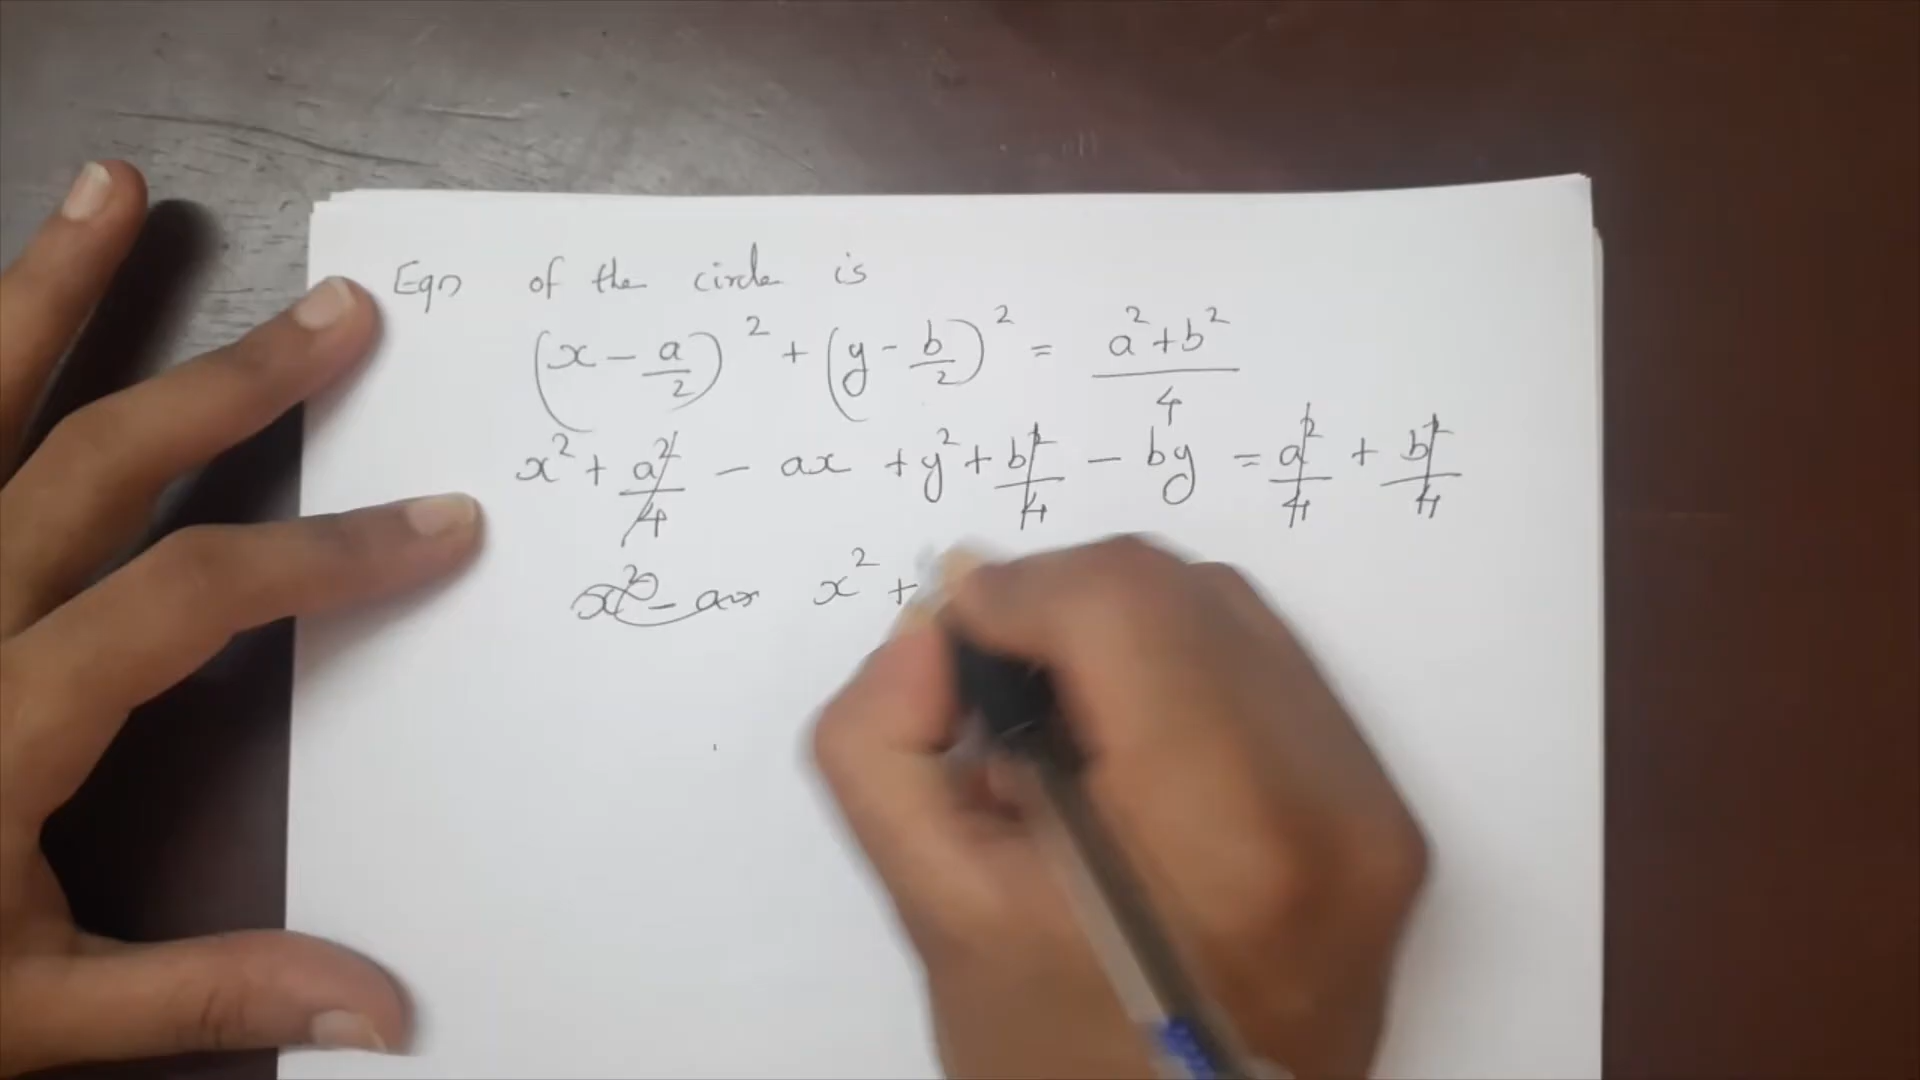 Eqn of the circle is
(x - a/2)² + (y - b/2)² = (a² + b²)/4
x² + a²/4 - ax + y² + b²/4 - by = a²/4 + b²/4
x² - ax x² +